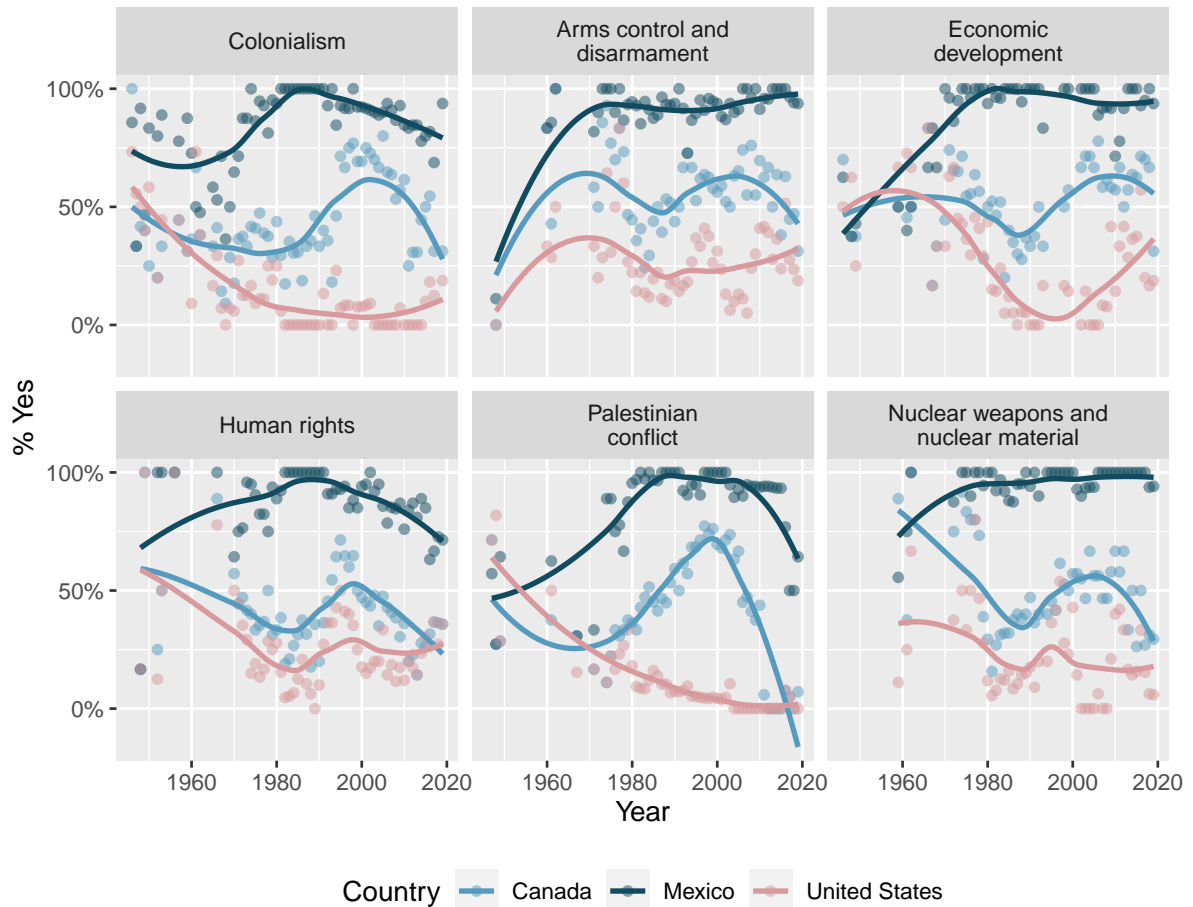 Colonialism
Arms control and
disarmament
Economic
development
100%
50%
0%
Human rights
Palestinian
conflict
Nuclear weapons and
nuclear material
100%
50%
0%
% Yes
1960 1980 2000 2020
1960 1980 2000 2020
1960 1980 2000 2020
Year
Country Canada Mexico United States